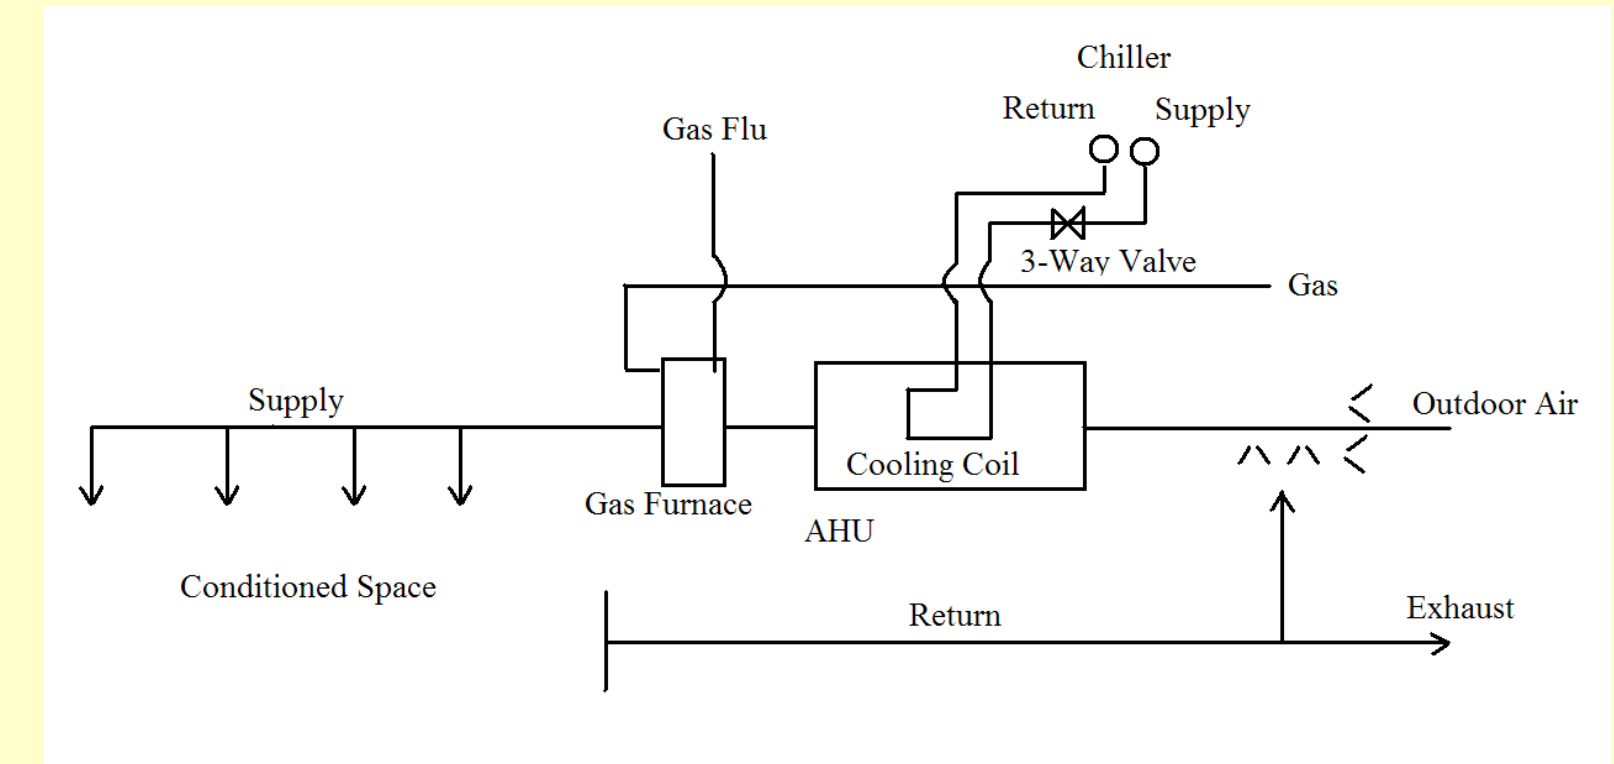 Chiller
Return Supply
Gas Flu
3-Way Valve
Gas
Supply
Outdoor Air
Cooling Coil
Gas Furnace
AHU
Conditioned Space
Return
Exhaust